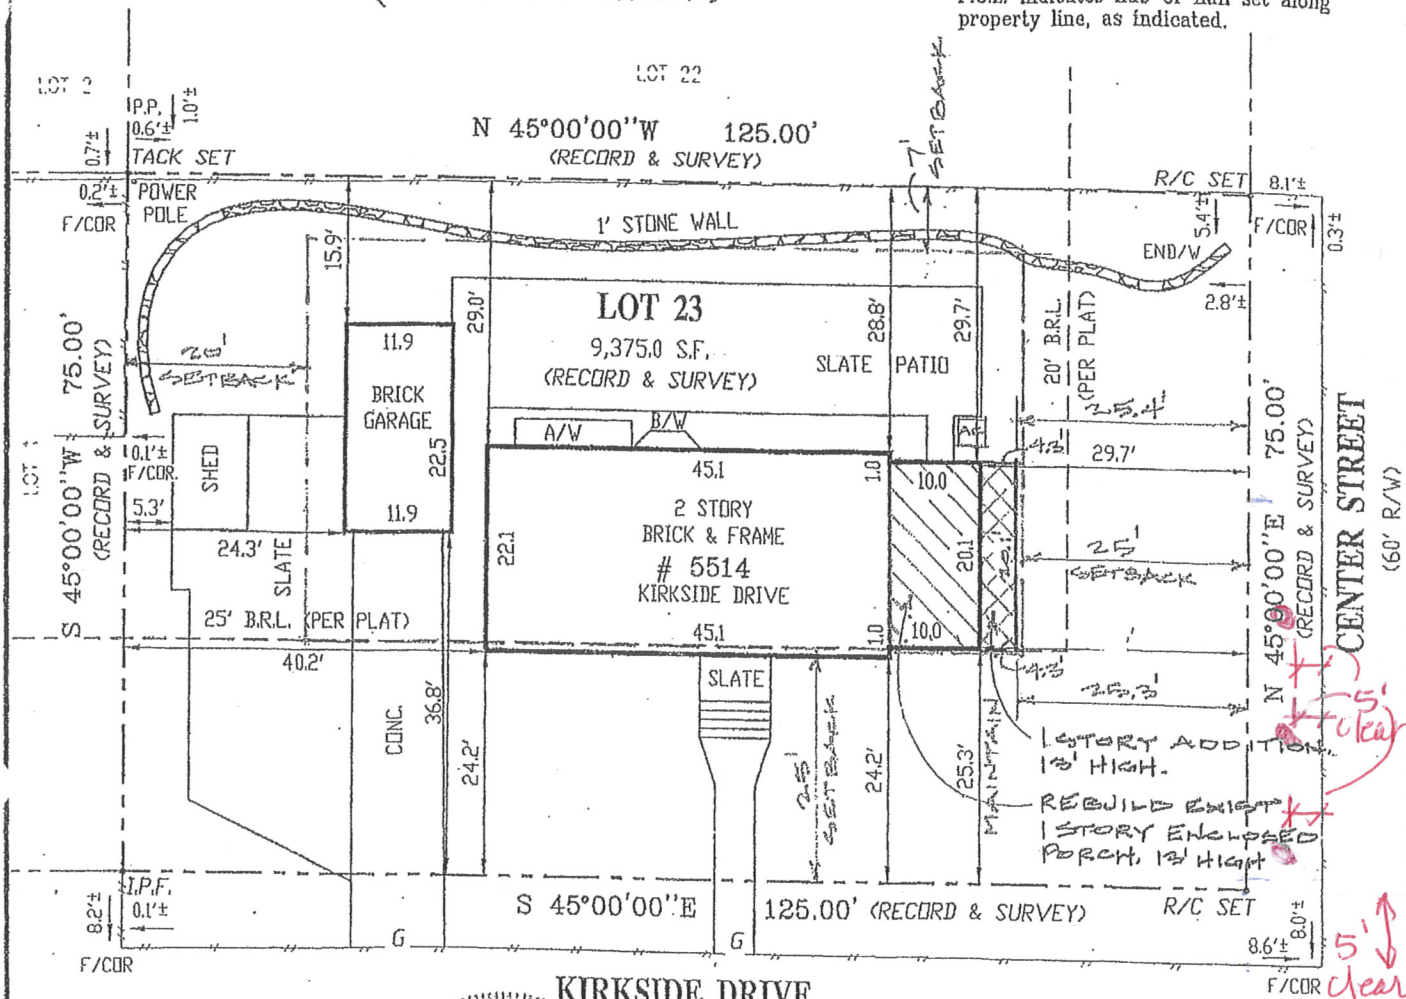 property line, as indicated.
LOT 22
P.P.
1.0'±
0.6'±
0.7'±
TACK SET
N 45°00'00"W 125.00'
(RECORD & SURVEY)
7'
SETBACK
R/C SET
8.1'±
0.2'±
POWER
POLE
F/COR
1' STONE WALL
5.4'±
F/COR
0.3'±
END/W
2.8'±
15.9'
29.0'
LOT 23
9,375.0 S.F.
(RECORD & SURVEY)
28.8'
29.7'
SLATE PATIO
20' B.R.L.
(PER PLAT)
20'
SETBACK
11.9
BRICK
GARAGE
22.5
11.9
S 45°00'00"W 75.00'
(RECORD & SURVEY)
LOT 1
0.1'±
F/COR.
5.3'
SHED
24.3'
SLATE
A/W
B/W
AC
25.4'
4.3'
29.7'
45.1
1.0
10.0
22.1
2 STORY
BRICK & FRAME
# 5514
KIRKSIDE DRIVE
20.1
25'
SETBACK
45.1
1.0
10.0
N 45°00'00"E 75.00'
(RECORD & SURVEY)
CENTER STREET
(60' R/W)
25' B.R.L. (PER PLAT)
40.2'
4.3'
25.3'
SLATE
CONC.
36.8'
24.2'
25'
SETBACK
24.2'
25.3'
MAINTAIN
1 STORY ADDITION,
13' HIGH.
REBUILD EXIST
1 STORY ENCLOSED
PORCH, 13' HIGH
5'
clear
I.P.F.
0.1'±
8.2'±
F/COR
S 45°00'00"E 125.00' (RECORD & SURVEY)
R/C SET
8.0'±
8.6'±
F/COR
5'
clear
G
G
KIRKSIDE DRIVE